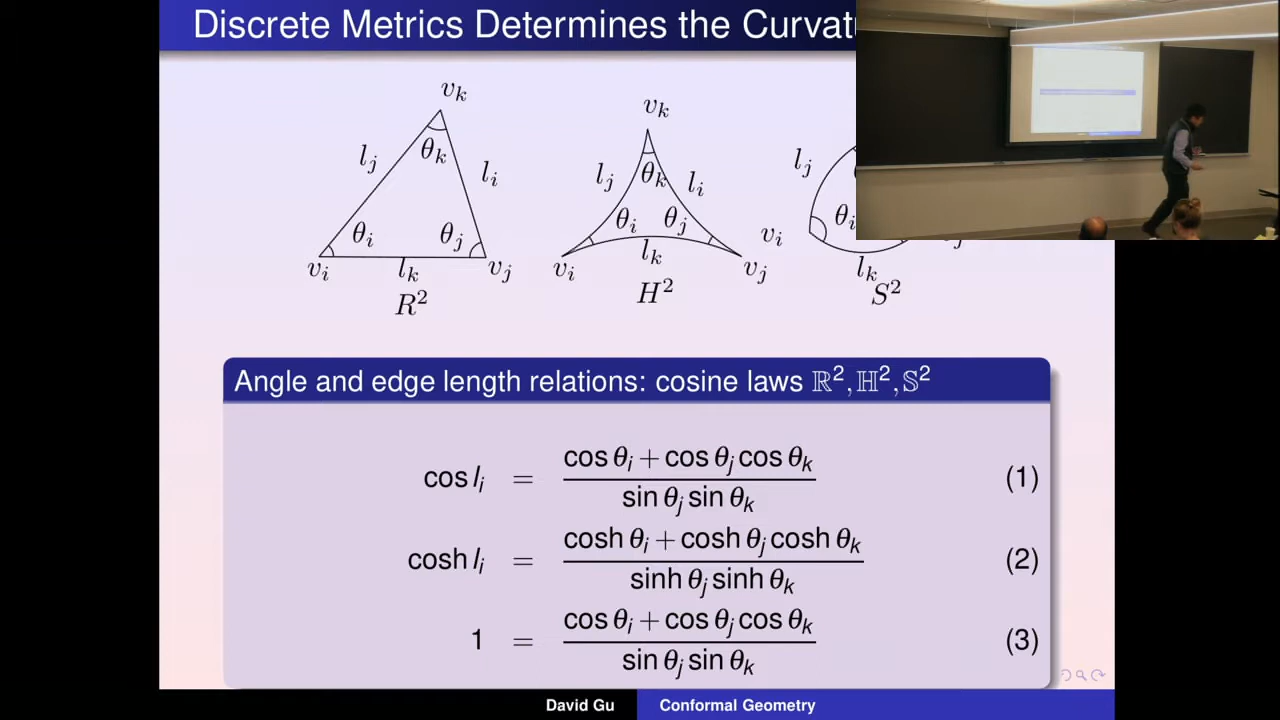 Discrete Metrics Determines the Curvatu
v_k v_k
l_j θ_k l_i l_j θ_k l_i l_j
θ_i θ_j θ_i θ_j θ_i v_i
v_i l_k v_j v_i l_k v_j l_k
R² H² S²
Angle and edge length relations: cosine laws ℝ², ℍ², 𝕊²
cos l_i = (cos θ_i + cos θ_j cos θ_k) / (sin θ_j sin θ_k) (1)
cosh l_i = (cosh θ_i + cosh θ_j cosh θ_k) / (sinh θ_j sinh θ_k) (2)
1 = (cos θ_i + cos θ_j cos θ_k) / (sin θ_j sin θ_k) (3)
David Gu Conformal Geometry